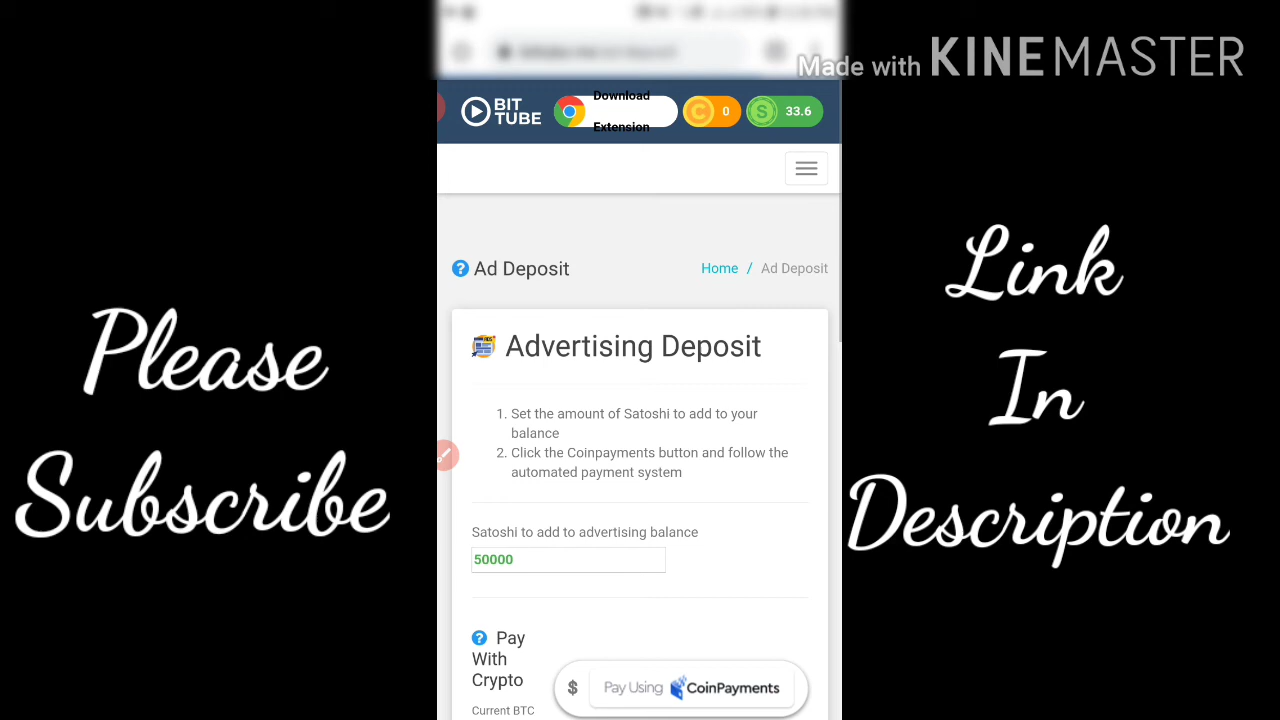 Made with KINEMASTER
BIT
TUBE
Download
Extension
C 0
S 33.6
Ad Deposit
Home / Ad Deposit
Advertising Deposit
1. Set the amount of Satoshi to add to your
balance
2. Click the Coinpayments button and follow the
automated payment system
Satoshi to add to advertising balance
50000
Pay
With
Crypto
$ Pay Using CoinPayments
Current BTC
Please
Subscribe
Link
In
Description